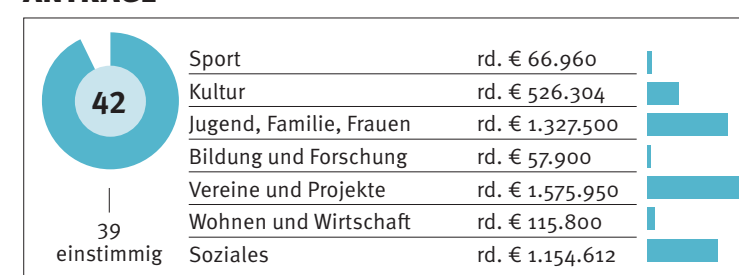 42
39
einstimmig
Sport rd. € 66.960
Kultur rd. € 526.304
Jugend, Familie, Frauen rd. € 1.327.500
Bildung und Forschung rd. € 57.900
Vereine und Projekte rd. € 1.575.950
Wohnen und Wirtschaft rd. € 115.800
Soziales rd. € 1.154.612